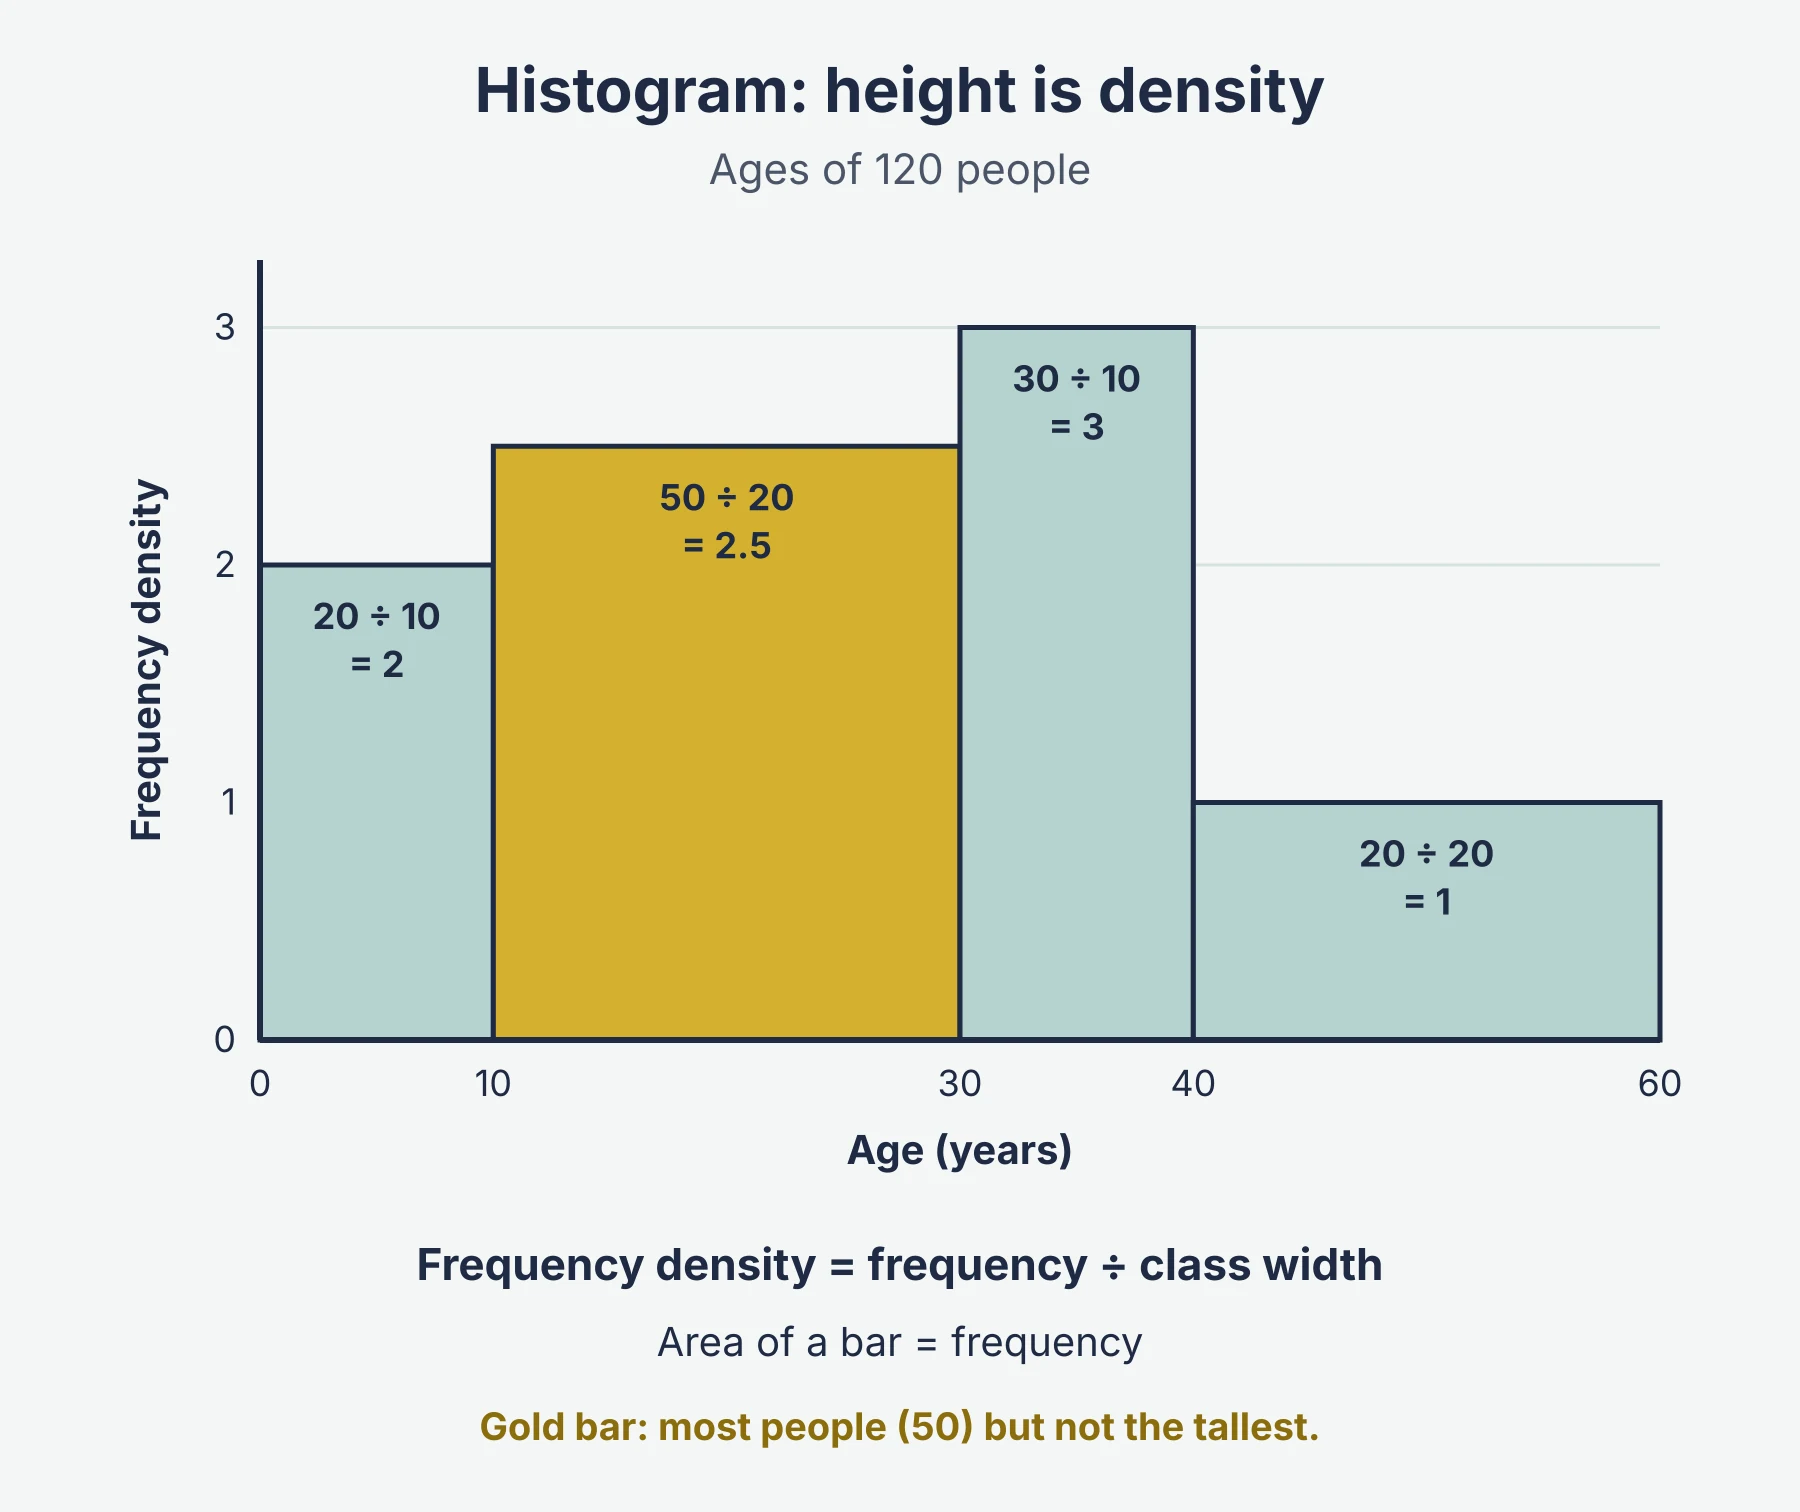 Histogram: height is density
Ages of 120 people
Frequency density
3
2
1
0
20 ÷ 10
= 2
50 ÷ 20
= 2.5
30 ÷ 10
= 3
20 ÷ 20
= 1
0
10
30
40
60
Age (years)
Frequency density = frequency ÷ class width
Area of a bar = frequency
Gold bar: most people (50) but not the tallest.